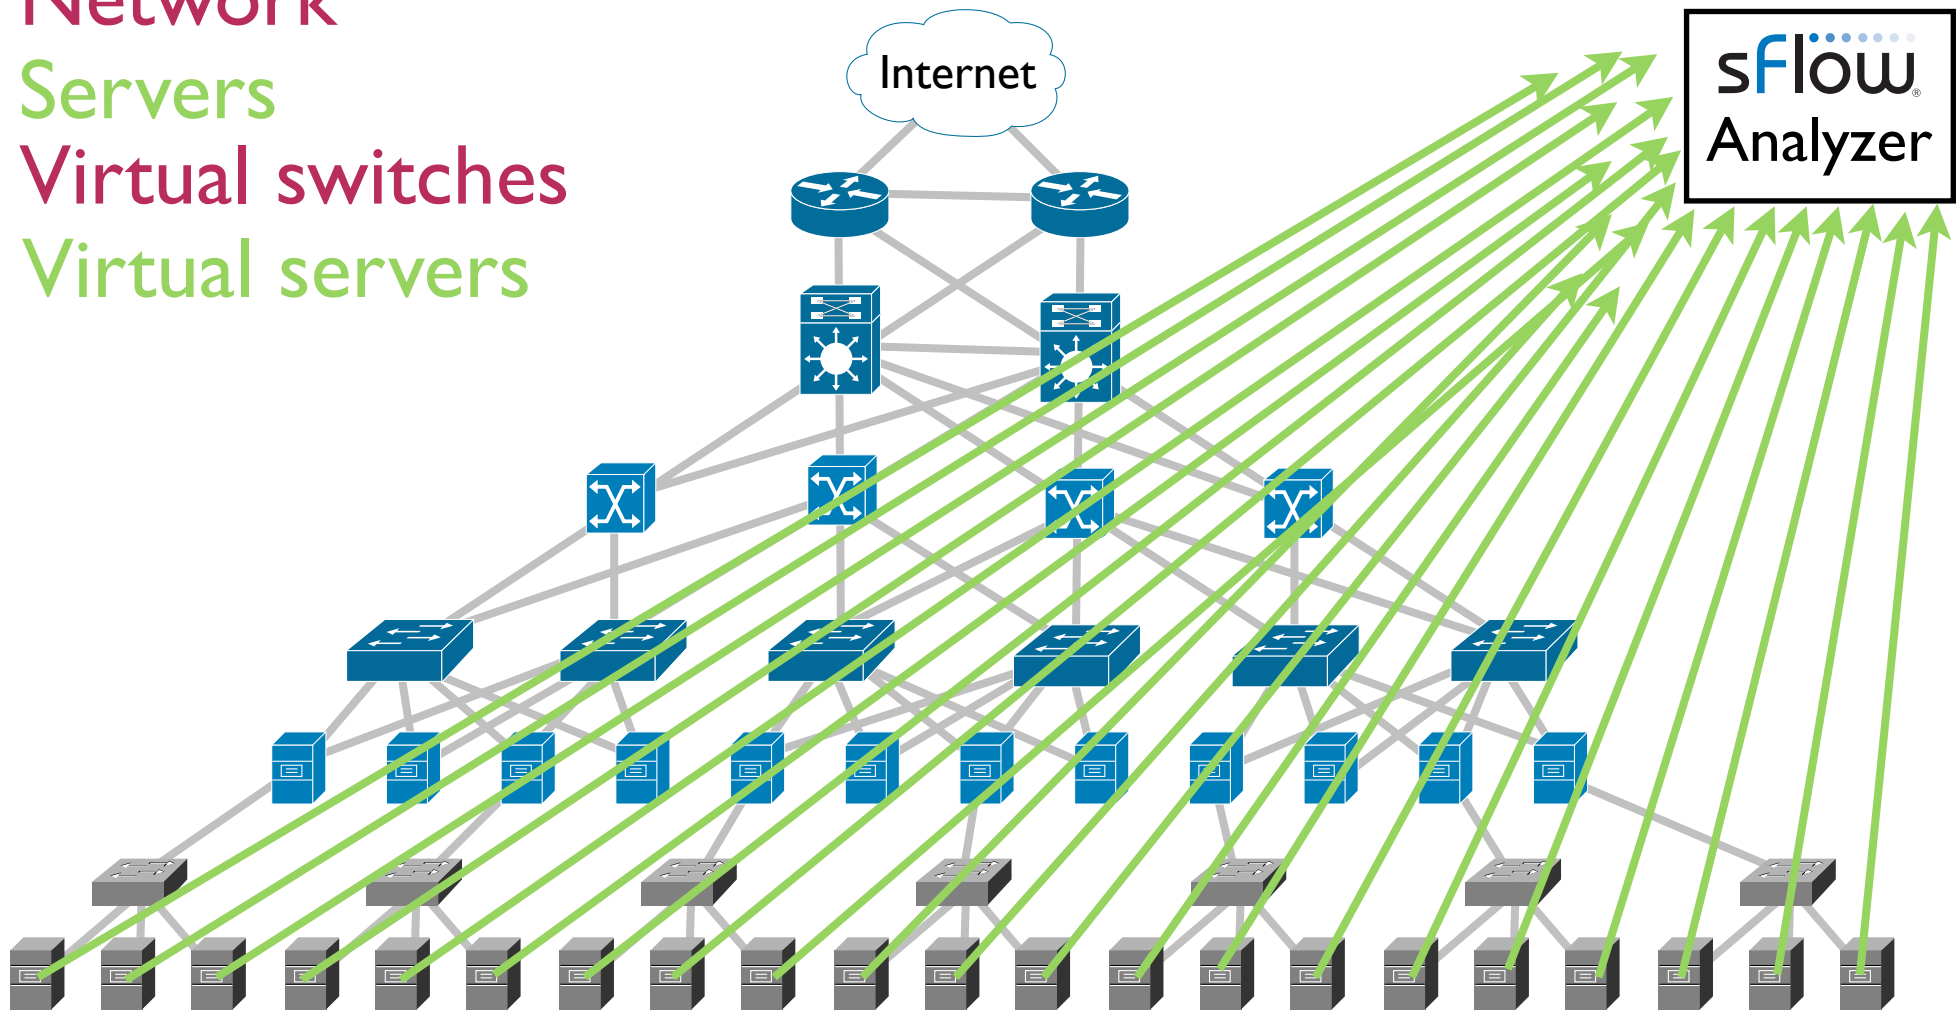 Network
Servers
Virtual switches
Virtual servers
Internet
sFlow®
Analyzer